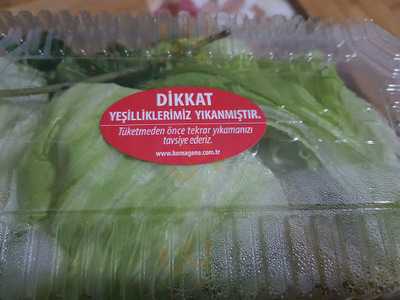 DİKKAT
YEŞİLLİKLERİMİZ YIKANMIŞTIR.
Tüketmeden önce tekrar yıkamanızı
tavsiye ederiz.
www.komagene.com.tr